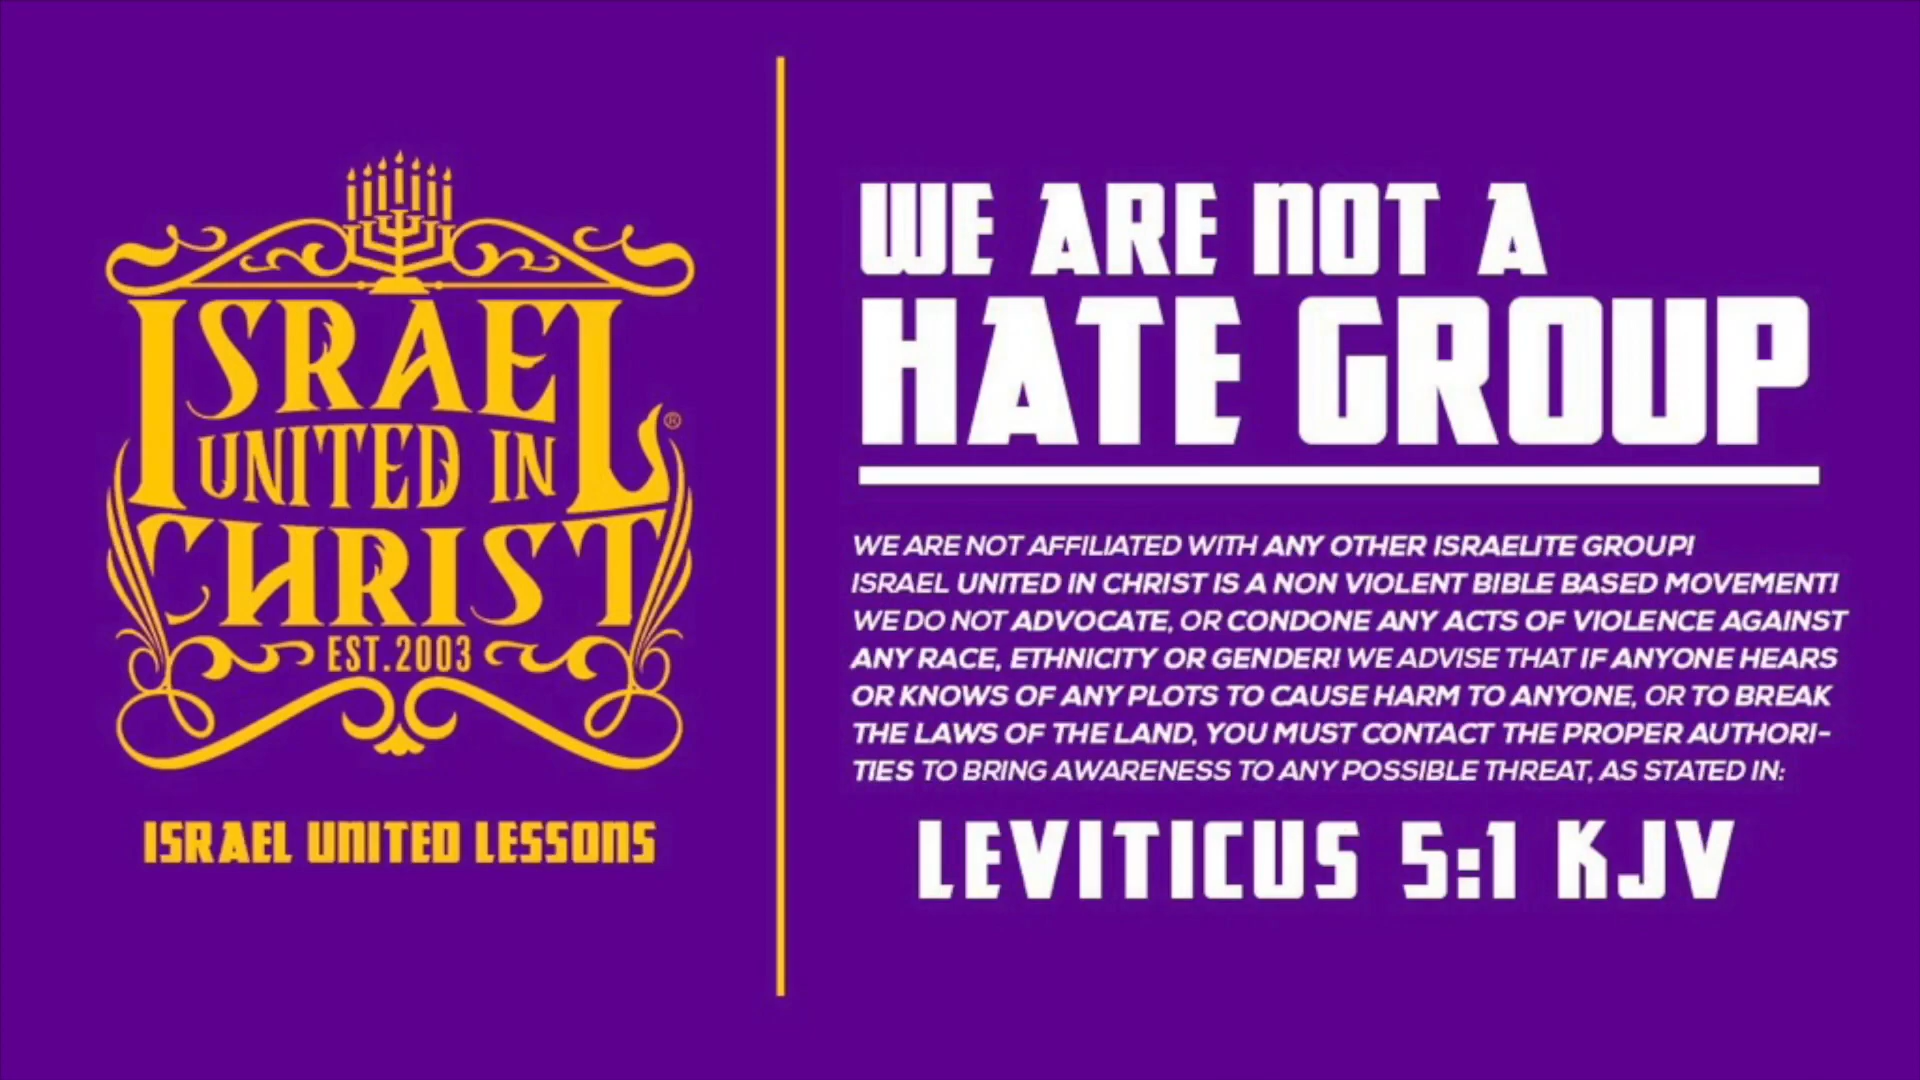 ISRAEL
UNITED IN
CHRIST
®
EST.2003
ISRAEL UNITED LESSONS
WE ARE NOT A
HATE GROUP
WE ARE NOT AFFILIATED WITH ANY OTHER ISRAELITE GROUP!
ISRAEL UNITED IN CHRIST IS A NON VIOLENT BIBLE BASED MOVEMENT!
WE DO NOT ADVOCATE, OR CONDONE ANY ACTS OF VIOLENCE AGAINST
ANY RACE, ETHNICITY OR GENDER! WE ADVISE THAT IF ANYONE HEARS
OR KNOWS OF ANY PLOTS TO CAUSE HARM TO ANYONE, OR TO BREAK
THE LAWS OF THE LAND, YOU MUST CONTACT THE PROPER AUTHORI-
TIES TO BRING AWARENESS TO ANY POSSIBLE THREAT, AS STATED IN:
LEVITICUS 5:1 KJV